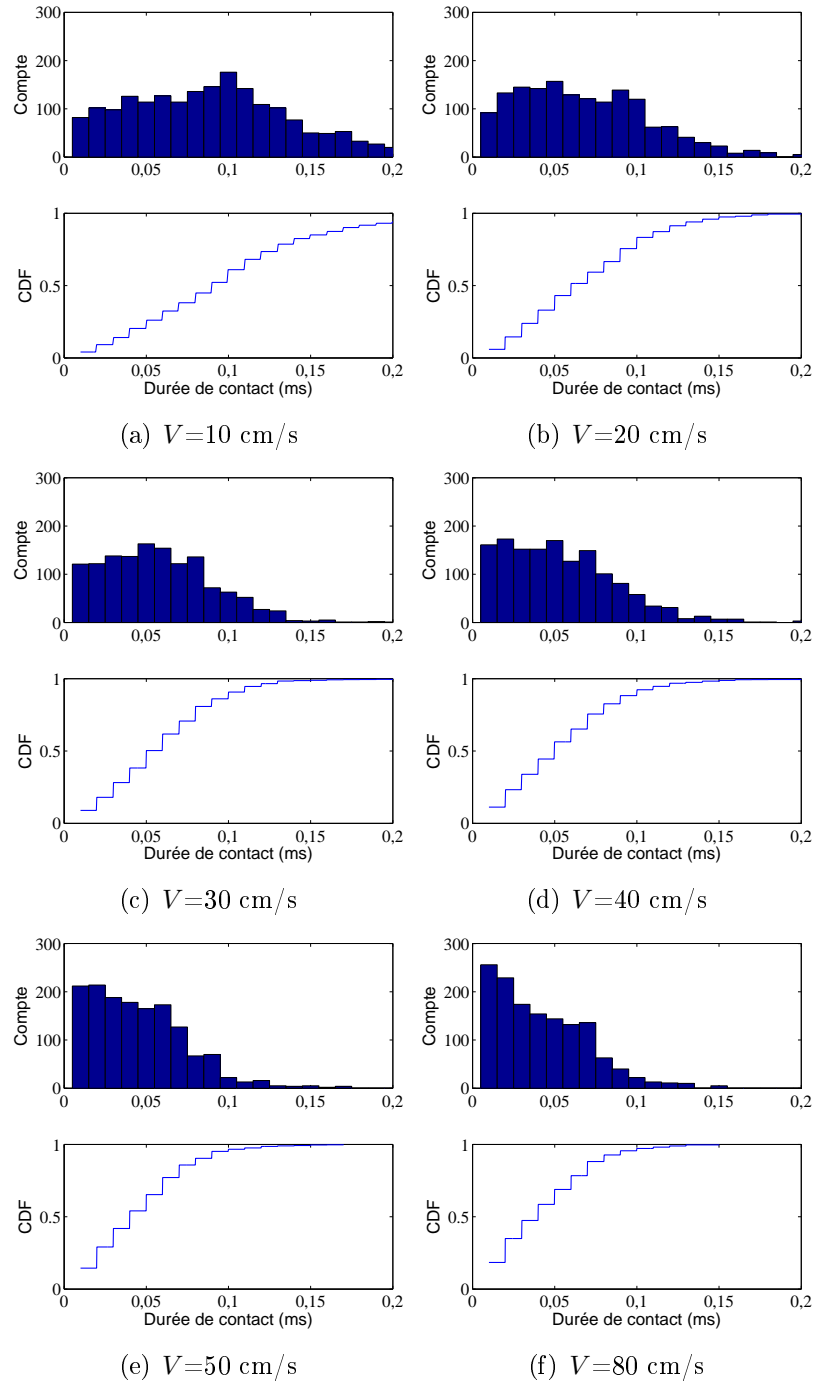 300
200
100
0
Compte
0 0,05 0,1 0,15 0,2
1
0.5
0
CDF
0 0,05 0,1 0,15 0,2
Durée de contact (ms)
(a) V=10 cm/s
300
200
100
0
Compte
0 0,05 0,1 0,15 0,2
1
0.5
0
CDF
0 0,05 0,1 0,15 0,2
Durée de contact (ms)
(b) V=20 cm/s
300
200
100
0
Compte
0 0,05 0,1 0,15 0,2
1
0.5
0
CDF
0 0,05 0,1 0,15 0,2
Durée de contact (ms)
(c) V=30 cm/s
300
200
100
0
Compte
0 0,05 0,1 0,15 0,2
1
0.5
0
CDF
0 0,05 0,1 0,15 0,2
Durée de contact (ms)
(d) V=40 cm/s
300
200
100
0
Compte
0 0,05 0,1 0,15 0,2
1
0.5
0
CDF
0 0,05 0,1 0,15 0,2
Durée de contact (ms)
(e) V=50 cm/s
300
200
100
0
Compte
0 0,05 0,1 0,15 0,2
1
0.5
0
CDF
0 0,05 0,1 0,15 0,2
Durée de contact (ms)
(f) V=80 cm/s